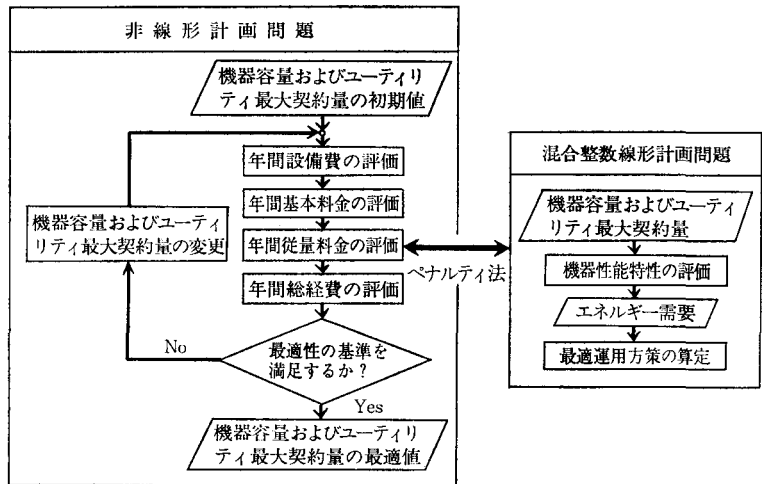 非線形計画問題
機器容量およびユーティリ
ティ最大契約量の初期値
年間設備費の評価
年間基本料金の評価
機器容量およびユーティ
リティ最大契約量の変更
年間従量料金の評価
ペナルティ法
年間総経費の評価
No
最適性の基準を
満足するか？
Yes
機器容量およびユーティリ
ティ最大契約量の最適値
混合整数線形計画問題
機器容量およびユーティ
リティ最大契約量
機器性能特性の評価
エネルギー需要
最適運用方策の算定